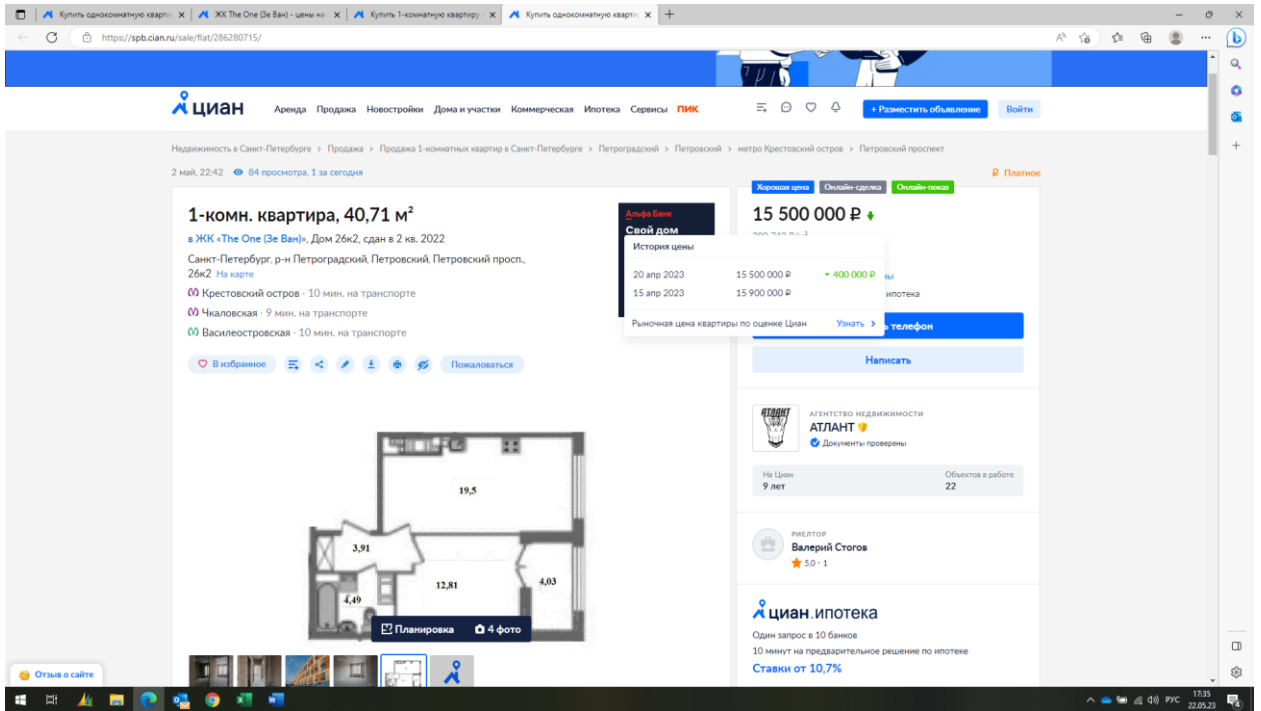 Купить однокомнатную кварти
ЖК The One (Зе Ван) - цены на
Купить 1-комнатную квартиру
Купить однокомнатную кварти
https://spb.cian.ru/sale/flat/286280715/
циан
Аренда Продажа Новостройки Дома и участки Коммерческая Ипотека Сервисы ПИК
+ Разместить объявление
Войти
Недвижимость в Санкт-Петербурге > Продажа > Продажа 1-комнатных квартир в Санкт-Петербурге > Петроградский > Петровский > метро Крестовский остров > Петровский проспект
2 май, 22:42 84 просмотра, 1 за сегодня
₽ Платное
1-комн. квартира, 40,71 м²
в ЖК «The One (Зе Ван)», Дом 26к2, сдан в 2 кв. 2022
Санкт-Петербург, р-н Петроградский, Петровский, Петровский просп.,
26к2 На карте
Крестовский остров · 10 мин. на транспорте
Чкаловская · 9 мин. на транспорте
Василеостровская · 10 мин. на транспорте
В избранное
Пожаловаться
Альфа Банк
Свой дом
Хорошая цена Онлайн-сделка Онлайн-показ
15 500 000 ₽
История цены
20 апр 2023 15 500 000 ₽ 400 000 ₽
15 апр 2023 15 900 000 ₽
Рыночная цена квартиры по оценке Циан Узнать >
ипотека
телефон
Написать
АТЛАНТ
АГЕНТСТВО НЕДВИЖИМОСТИ
АТЛАНТ
Документы проверены
На Циан
9 лет
Объектов в работе
22
РИЕЛТОР
Валерий Стогов
5.0 · 1
циан.ипотека
Один запрос в 10 банков
10 минут на предварительное решение по ипотеке
Ставки от 10,7%
19,5
3,91
12,81
4,03
4,49
Планировка 4 фото
Отзыв о сайте
РУС
17:35
22.05.23